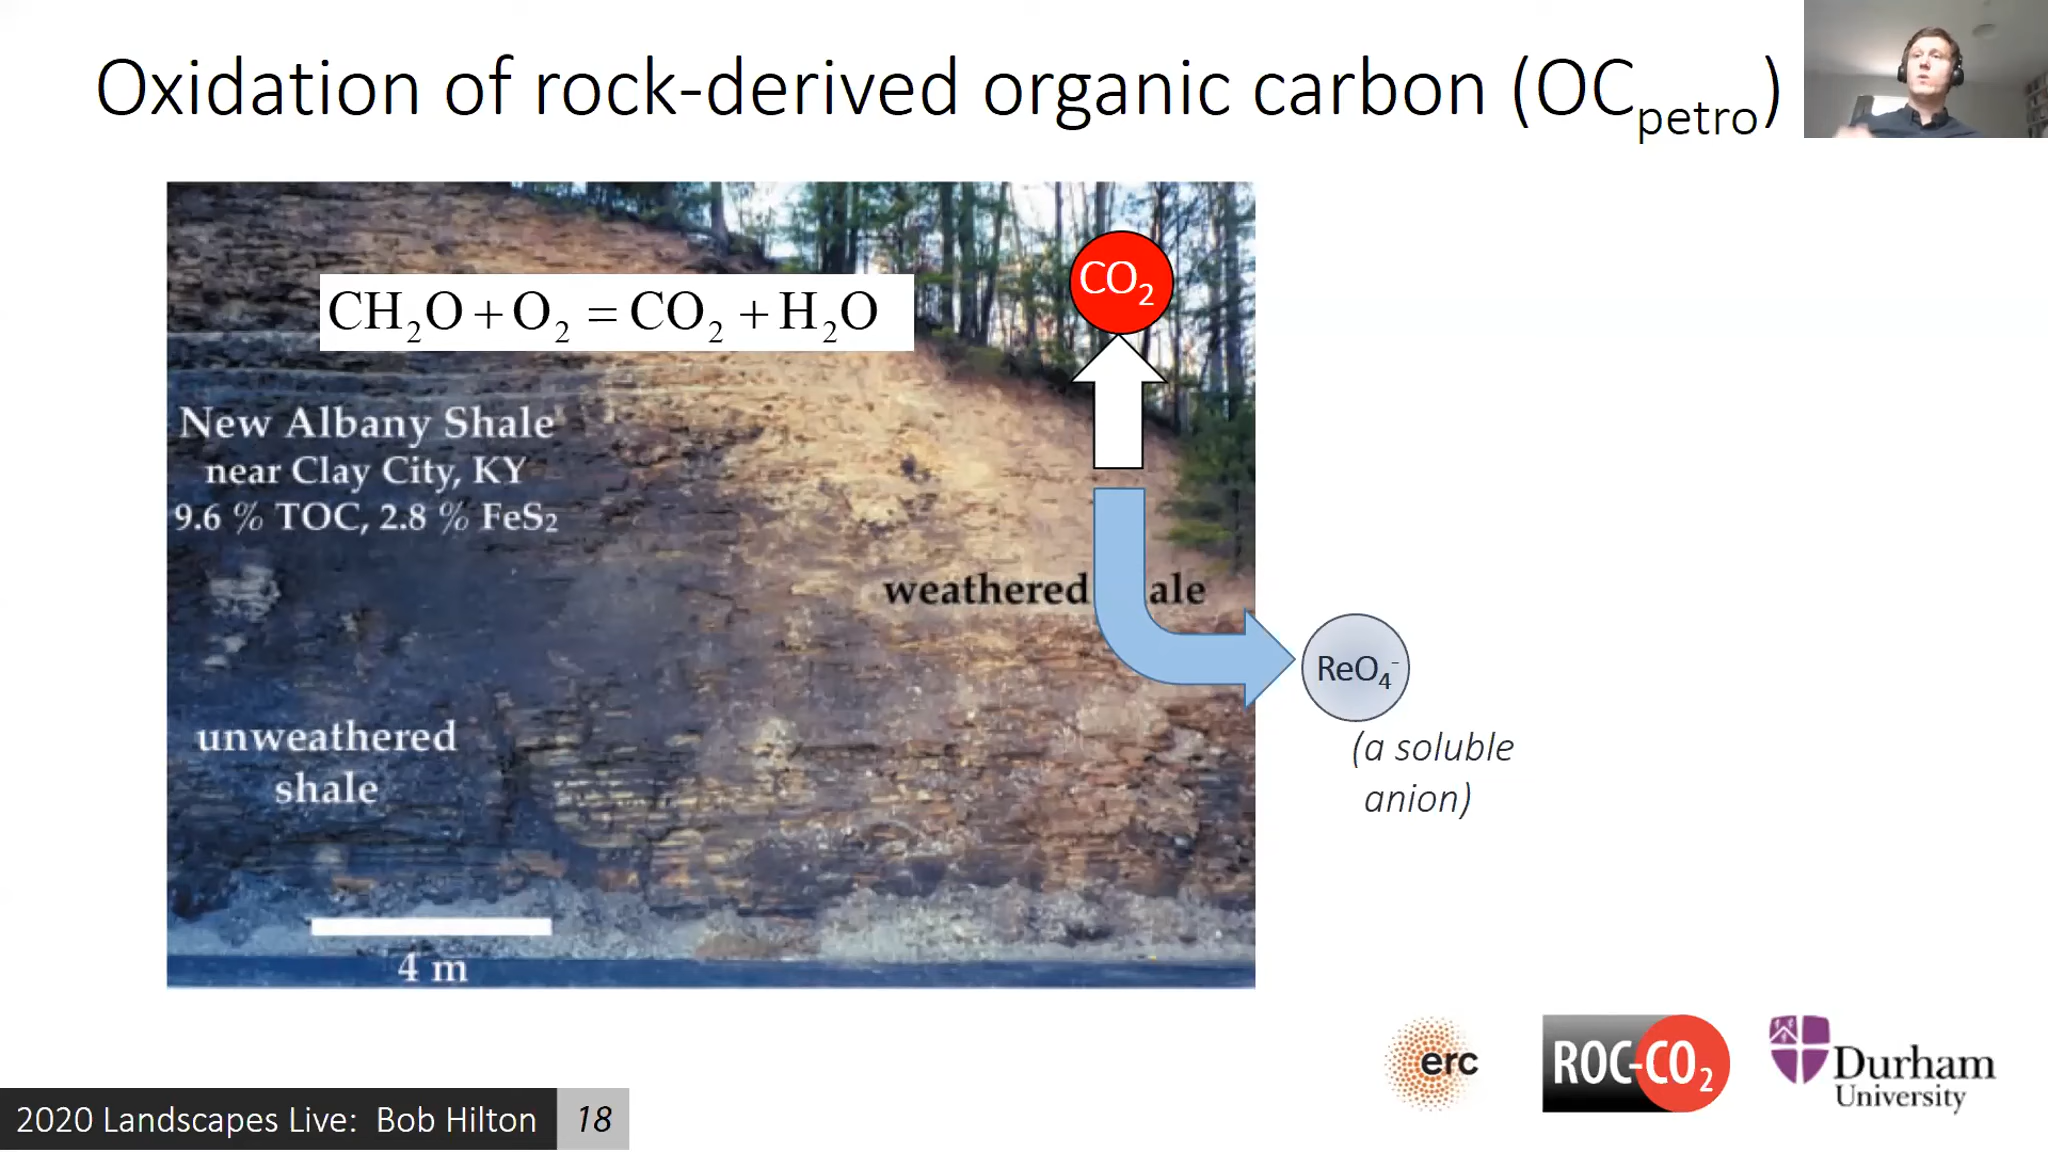 Oxidation of rock-derived organic carbon (OCpetro)
CH2O + O2 = CO2 + H2O
CO2
New Albany Shale
near Clay City, KY
9.6 % TOC, 2.8 % FeS2
weathered ale
ReO4-
(a soluble
anion)
unweathered
shale
4 m
erc
ROC-CO2
Durham
University
2020 Landscapes Live: Bob Hilton 18